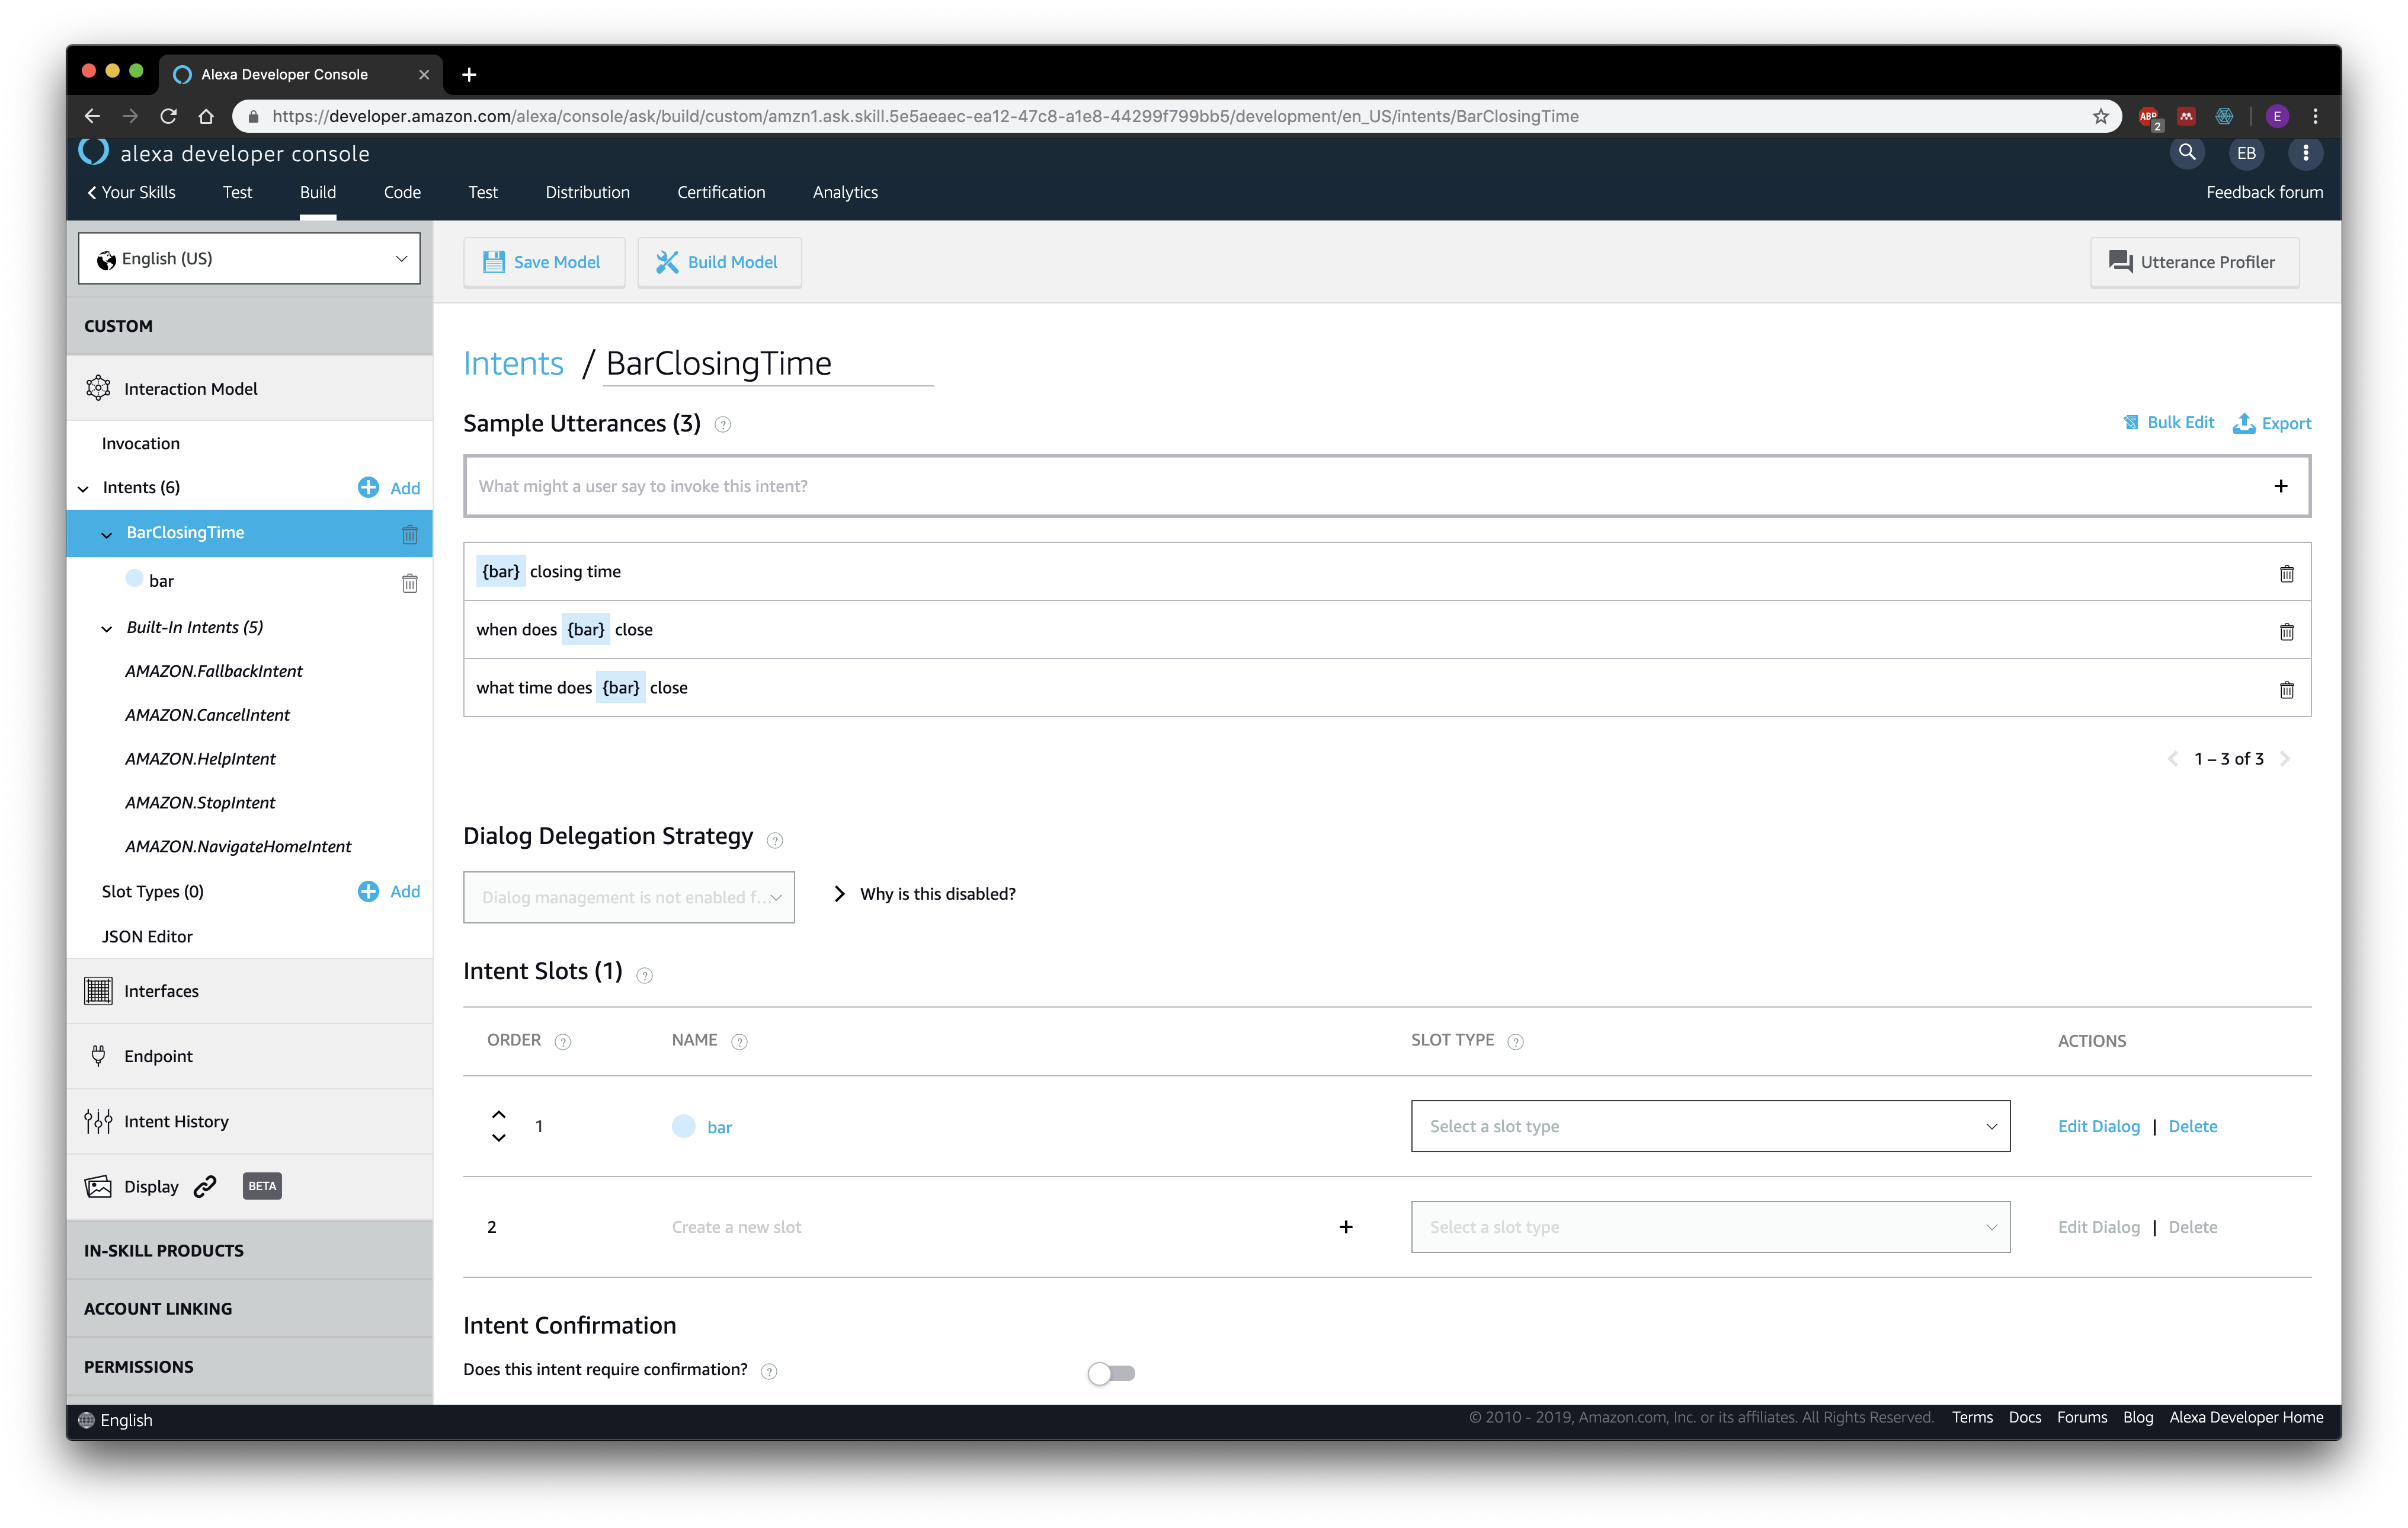 Alexa Developer Console
https://developer.amazon.com/alexa/console/ask/build/custom/amzn1.ask.skill.5e5aeaec-ea12-47c8-a1e8-44299f799bb5/development/en_US/intents/BarClosingTime
ABP
2
E
alexa developer console
EB
Your Skills
Test
Build
Code
Test
Distribution
Certification
Analytics
Feedback forum
English (US)
Save Model
Build Model
Utterance Profiler
CUSTOM
Interaction Model
Invocation
Intents (6)
Add
BarClosingTime
bar
Built-In Intents (5)
AMAZON.FallbackIntent
AMAZON.CancelIntent
AMAZON.HelpIntent
AMAZON.StopIntent
AMAZON.NavigateHomeIntent
Slot Types (0)
Add
JSON Editor
Interfaces
Endpoint
Intent History
Display
BETA
IN-SKILL PRODUCTS
ACCOUNT LINKING
PERMISSIONS
Intents / BarClosingTime
Sample Utterances (3) ?
Bulk Edit
Export
What might a user say to invoke this intent?
+
{bar} closing time
when does {bar} close
what time does {bar} close
1 – 3 of 3
Dialog Delegation Strategy ?
Dialog management is not enabled f...
Why is this disabled?
Intent Slots (1) ?
ORDER ?
NAME ?
SLOT TYPE ?
ACTIONS
1
bar
Select a slot type
Edit Dialog | Delete
2
Create a new slot
+
Select a slot type
Edit Dialog | Delete
Intent Confirmation
Does this intent require confirmation? ?
English
© 2010 - 2019, Amazon.com, Inc. or its affiliates. All Rights Reserved.
Terms
Docs
Forums
Blog
Alexa Developer Home